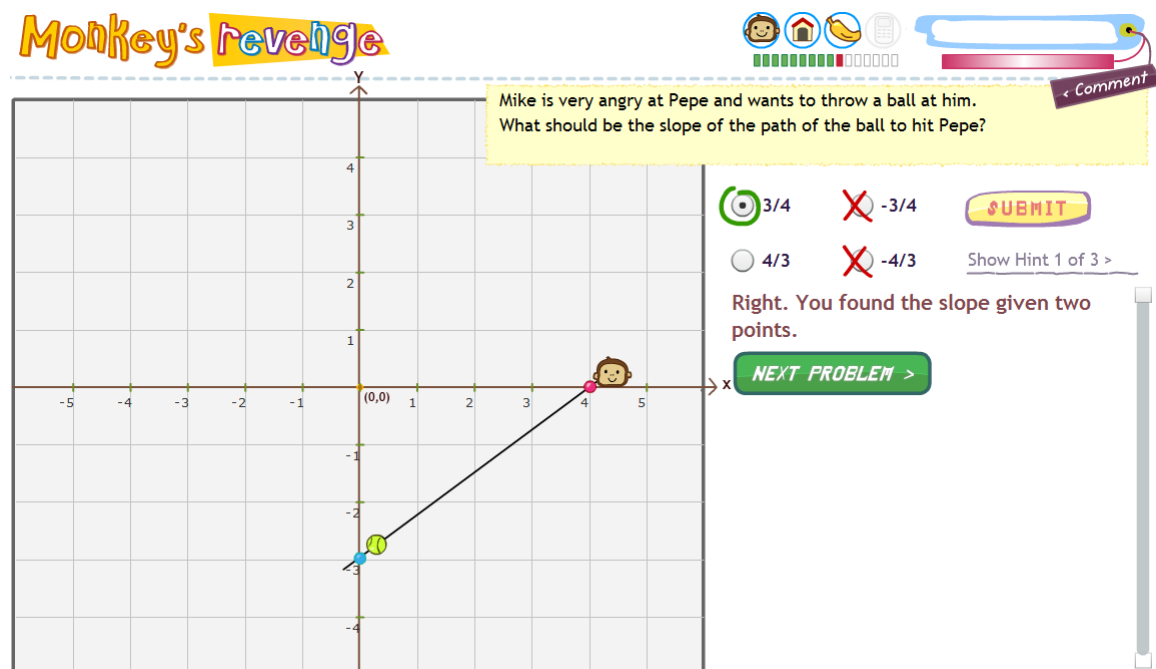 Monkey's revenge
< Comment
Mike is very angry at Pepe and wants to throw a ball at him.
What should be the slope of the path of the ball to hit Pepe?
3/4
-3/4
SUBMIT
4/3
-4/3
Show Hint 1 of 3 >
Right. You found the slope given two
points.
NEXT PROBLEM >
Y
4
3
2
1
x
-5 -4 -3 -2 -1 (0,0) 1 2 3 4 5
-1
-2
-3
-4